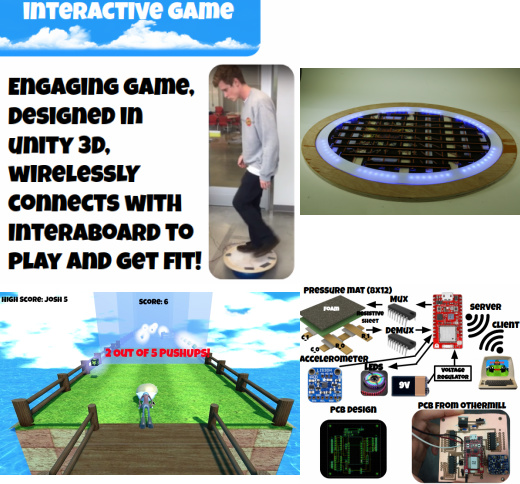 INTERACTIVE GAME
ENGAGING GAME,
DESIGNED IN
UNITY 3D,
WIRELESSLY
CONNECTS WITH
INTERABOARD TO
PLAY AND GET FIT!
HIGH SCORE: JOSH 5
SCORE: 6
2 OUT OF 5 PUSHUPS!
PRESSURE MAT (8X12)
MUX
FOAM
RESISTIVE
SHEET
DEMUX
SERVER
CLIENT
ACCELEROMETER
LEDS
9V
VOLTAGE
REGULATOR
PCB DESIGN
PCB FROM OTHERMILL